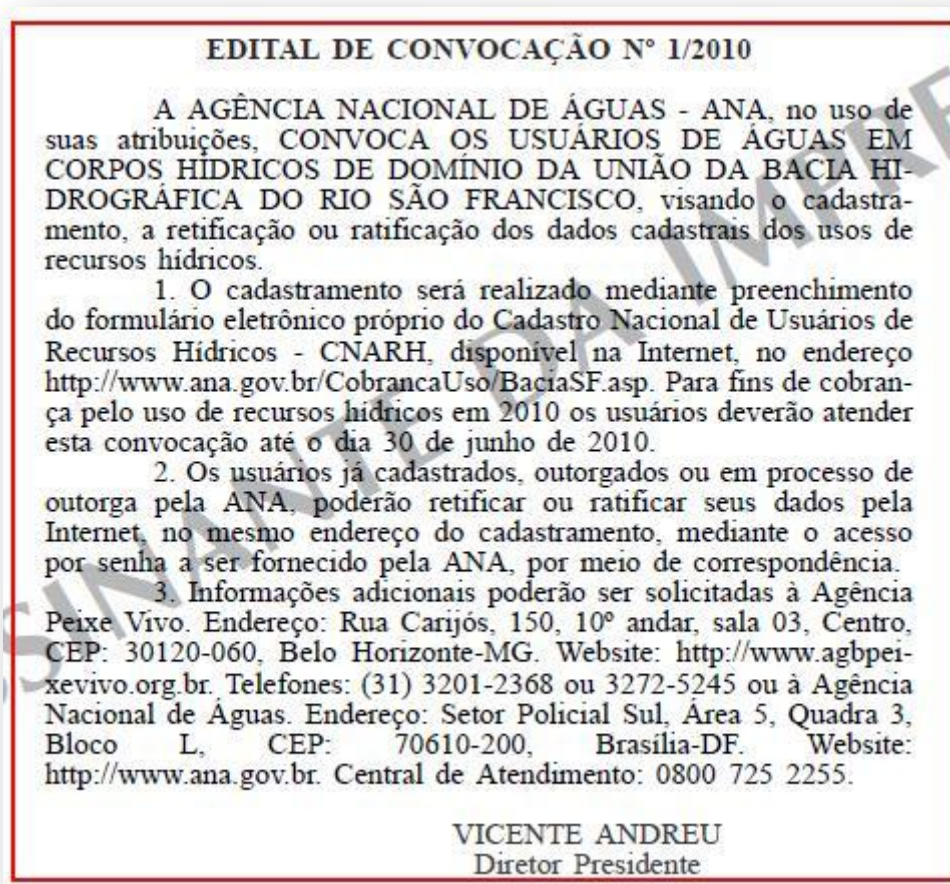 EDITAL DE CONVOCAÇÃO Nº 1/2010
A AGÊNCIA NACIONAL DE ÁGUAS - ANA, no uso de
suas atribuições, CONVOCA OS USUÁRIOS DE ÁGUAS EM
CORPOS HÍDRICOS DE DOMÍNIO DA UNIÃO DA BACIA HI-
DROGRÁFICA DO RIO SÃO FRANCISCO, visando o cadastra-
mento, a retificação ou ratificação dos dados cadastrais dos usos de
recursos hídricos.
1. O cadastramento será realizado mediante preenchimento
do formulário eletrônico próprio do Cadastro Nacional de Usuários de
Recursos Hídricos - CNARH, disponível na Internet, no endereço
http://www.ana.gov.br/CobrancaUso/BaciaSF.asp. Para fins de cobran-
ça pelo uso de recursos hídricos em 2010 os usuários deverão atender
esta convocação até o dia 30 de junho de 2010.
2. Os usuários já cadastrados, outorgados ou em processo de
outorga pela ANA, poderão retificar ou ratificar seus dados pela
Internet, no mesmo endereço do cadastramento, mediante o acesso
por senha a ser fornecido pela ANA, por meio de correspondência.
3. Informações adicionais poderão ser solicitadas à Agência
Peixe Vivo. Endereço: Rua Carijós, 150, 10º andar, sala 03, Centro,
CEP: 30120-060, Belo Horizonte-MG. Website: http://www.agbpei-
xevivo.org.br. Telefones: (31) 3201-2368 ou 3272-5245 ou à Agência
Nacional de Águas. Endereço: Setor Policial Sul, Área 5, Quadra 3,
Bloco L, CEP: 70610-200, Brasília-DF. Website:
http://www.ana.gov.br. Central de Atendimento: 0800 725 2255.
VICENTE ANDREU
Diretor Presidente
SSINANTE DA IMPRE